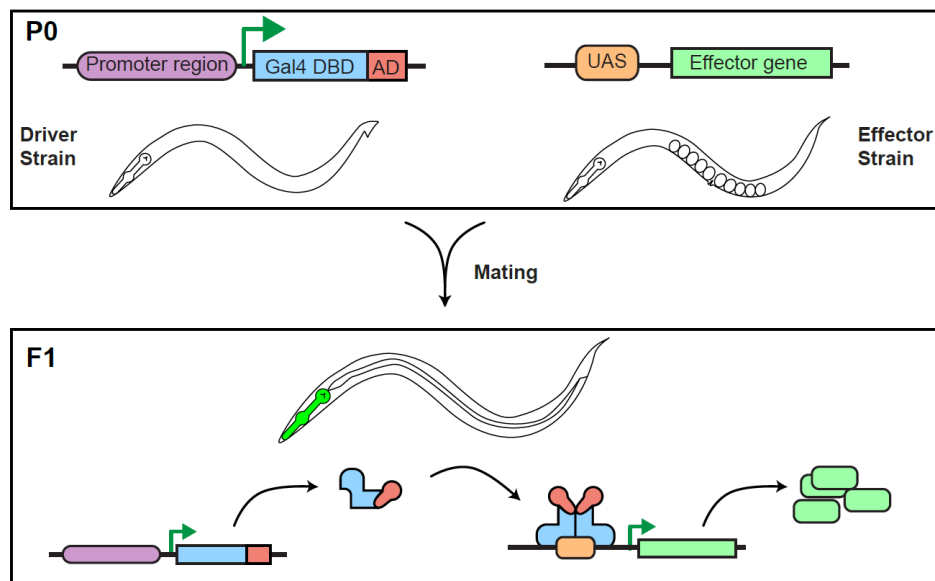 P0
Promoter region
Gal4 DBD
AD
UAS
Effector gene
Driver
Strain
Effector
Strain
Mating
F1